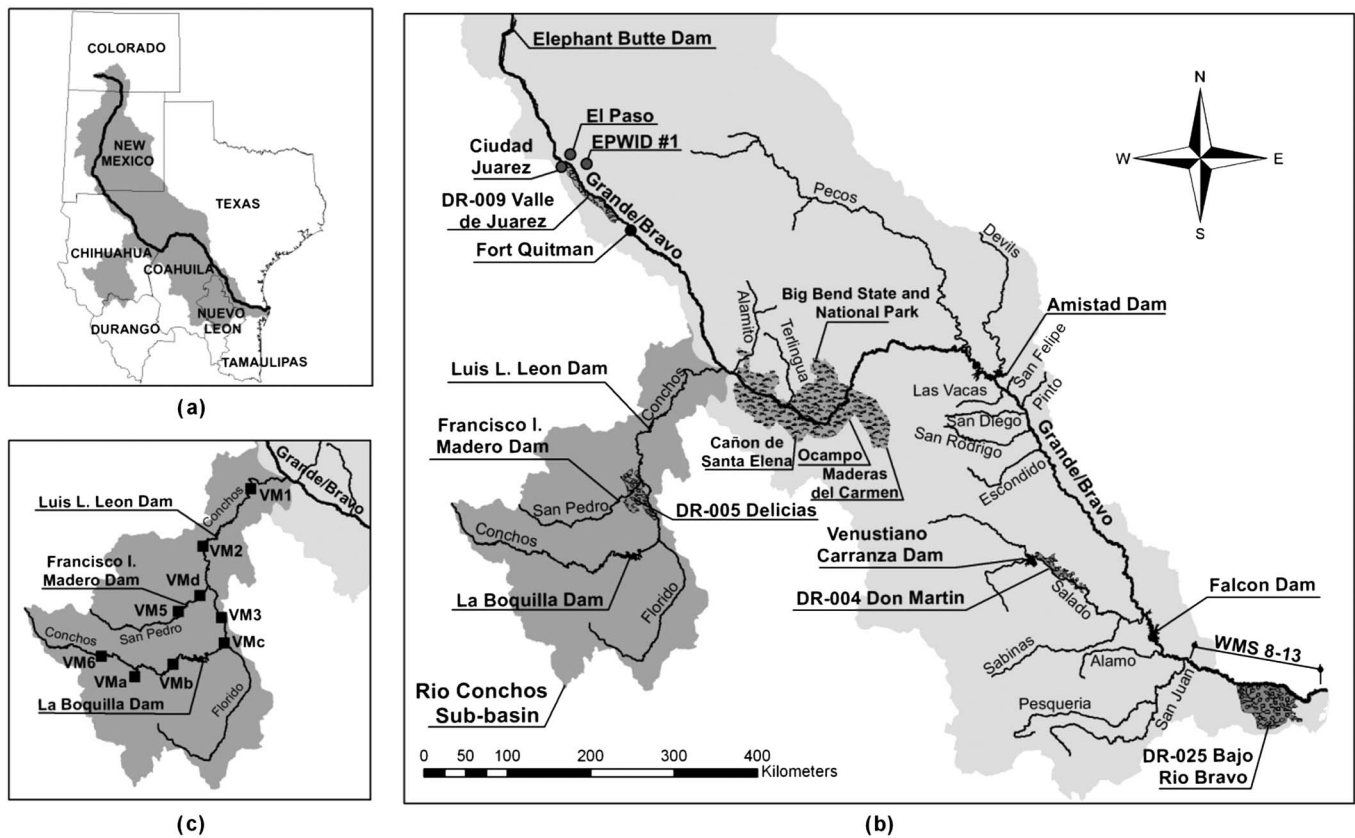 COLORADO
NEW
MEXICO
TEXAS
CHIHUAHUA
COAHUILA
NUEVO
LEON
DURANGO
TAMAULIPAS
(a)
Grande/Bravo
VM1
Luis L. Leon Dam
Conchos
VM2
Francisco I.
Madero Dam
VMd
VM5
VM3
San Pedro
VMc
Conchos
VM6
VMa
VMb
La Boquilla Dam
Florido
(c)
Elephant Butte Dam
El Paso
EPWID #1
Ciudad
Juarez
Grande/Bravo
DR-009 Valle
de Juarez
Fort Quitman
Pecos
Devils
N
W
E
S
Alamito
Terlingua
Big Bend State and
National Park
Amistad Dam
San Felipe
Pinto
Las Vacas
San Diego
San Rodrigo
Escondido
Grande/Bravo
Luis L. Leon Dam
Conchos
Francisco I.
Madero Dam
Cañon de
Santa Elena
Ocampo
Maderas
del Carmen
San Pedro
DR-005 Delicias
Conchos
La Boquilla Dam
Florido
Venustiano
Carranza Dam
DR-004 Don Martin
Salado
Falcon Dam
Sabinas
Alamo
WMS 8-13
San Juan
Pesqueria
Rio Conchos
Sub-basin
DR-025 Bajo
Rio Bravo
0 50 100 200 300 400
Kilometers
(b)